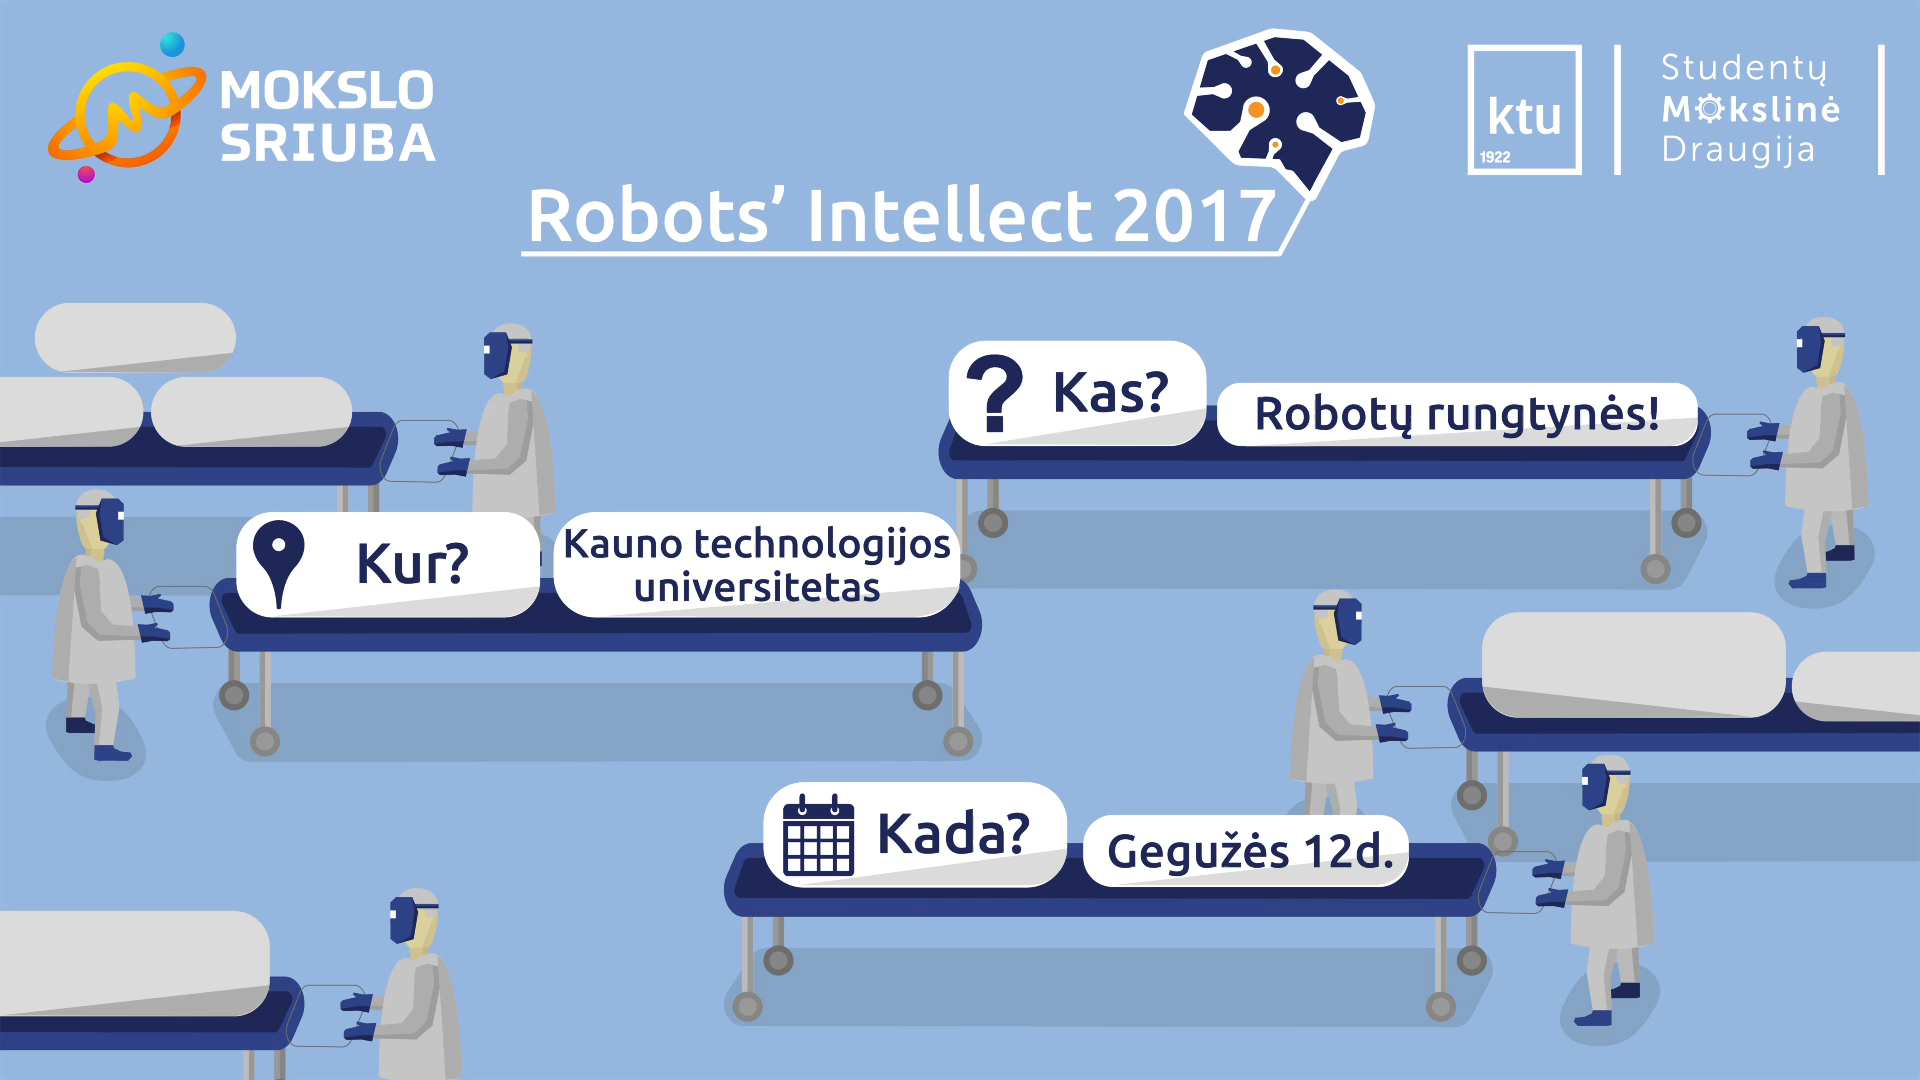 MOKSLO
SRIUBA
Robots’ Intellect 2017
ktu
1922
Studentų
Mokslinė
Draugija
Kas?
Robotų rungtynės!
Kur?
Kauno technologijos
universitetas
Kada?
Gegužės 12d.